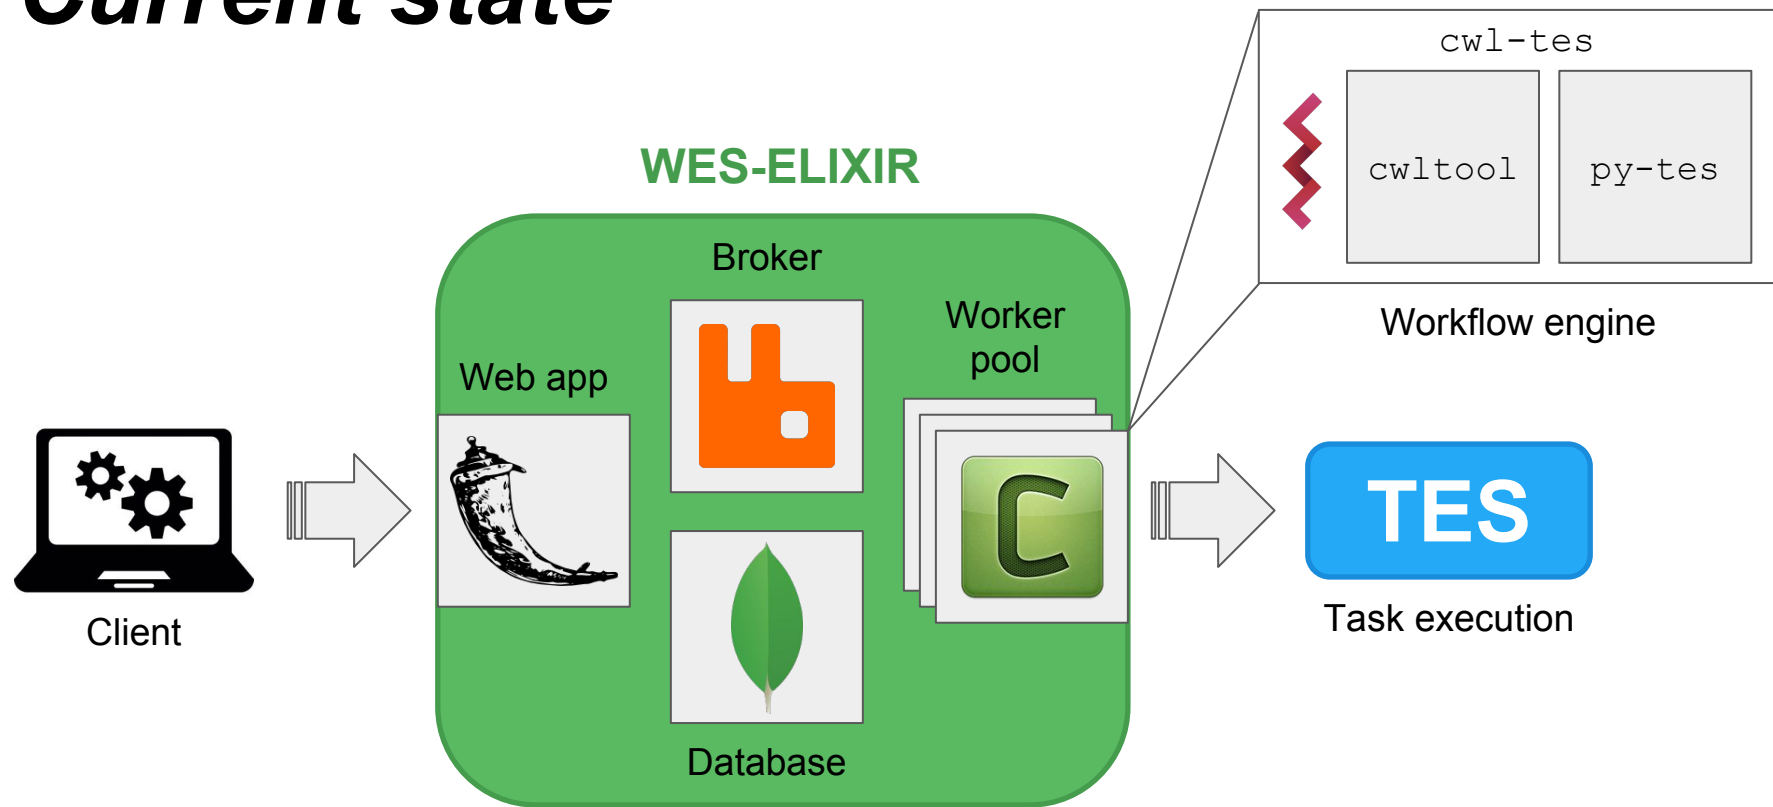 Current state
cwl-tes
cwltool
py-tes
Workflow engine
WES-ELIXIR
Broker
Worker
pool
Web app
Database
Client
TES
Task execution